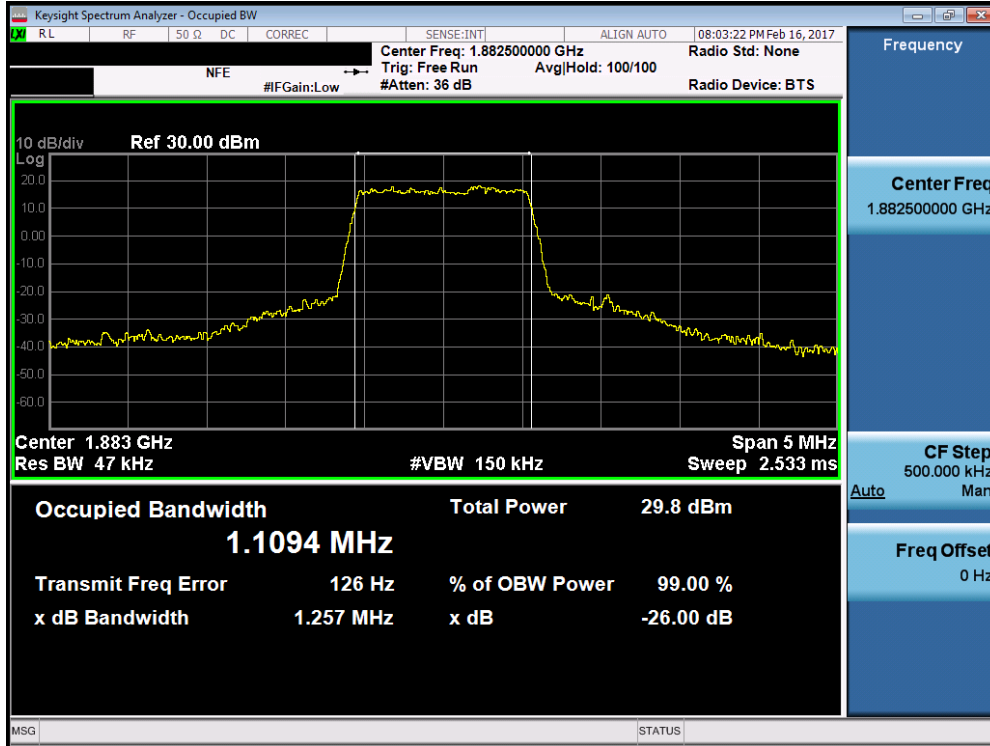 Keysight Spectrum Analyzer - Occupied BW
LXI RL RF 50 Ω DC CORREC SENSE:INT ALIGN AUTO 08:03:22 PM Feb 16, 2017
Center Freq: 1.882500000 GHz Radio Std: None
NFE Trig: Free Run Avg|Hold: 100/100
#IFGain:Low #Atten: 36 dB Radio Device: BTS
10 dB/div Ref 30.00 dBm
Log
20.0
10.0
0.00
-10.0
-20.0
-30.0
-40.0
-50.0
-60.0
Center 1.883 GHz Span 5 MHz
Res BW 47 kHz #VBW 150 kHz Sweep 2.533 ms
Occupied Bandwidth Total Power 29.8 dBm
1.1094 MHz
Transmit Freq Error 126 Hz % of OBW Power 99.00 %
x dB Bandwidth 1.257 MHz x dB -26.00 dB
MSG STATUS
Frequency
Center Freq
1.882500000 GHz
CF Step
500.000 kHz
Auto Man
Freq Offset
0 Hz